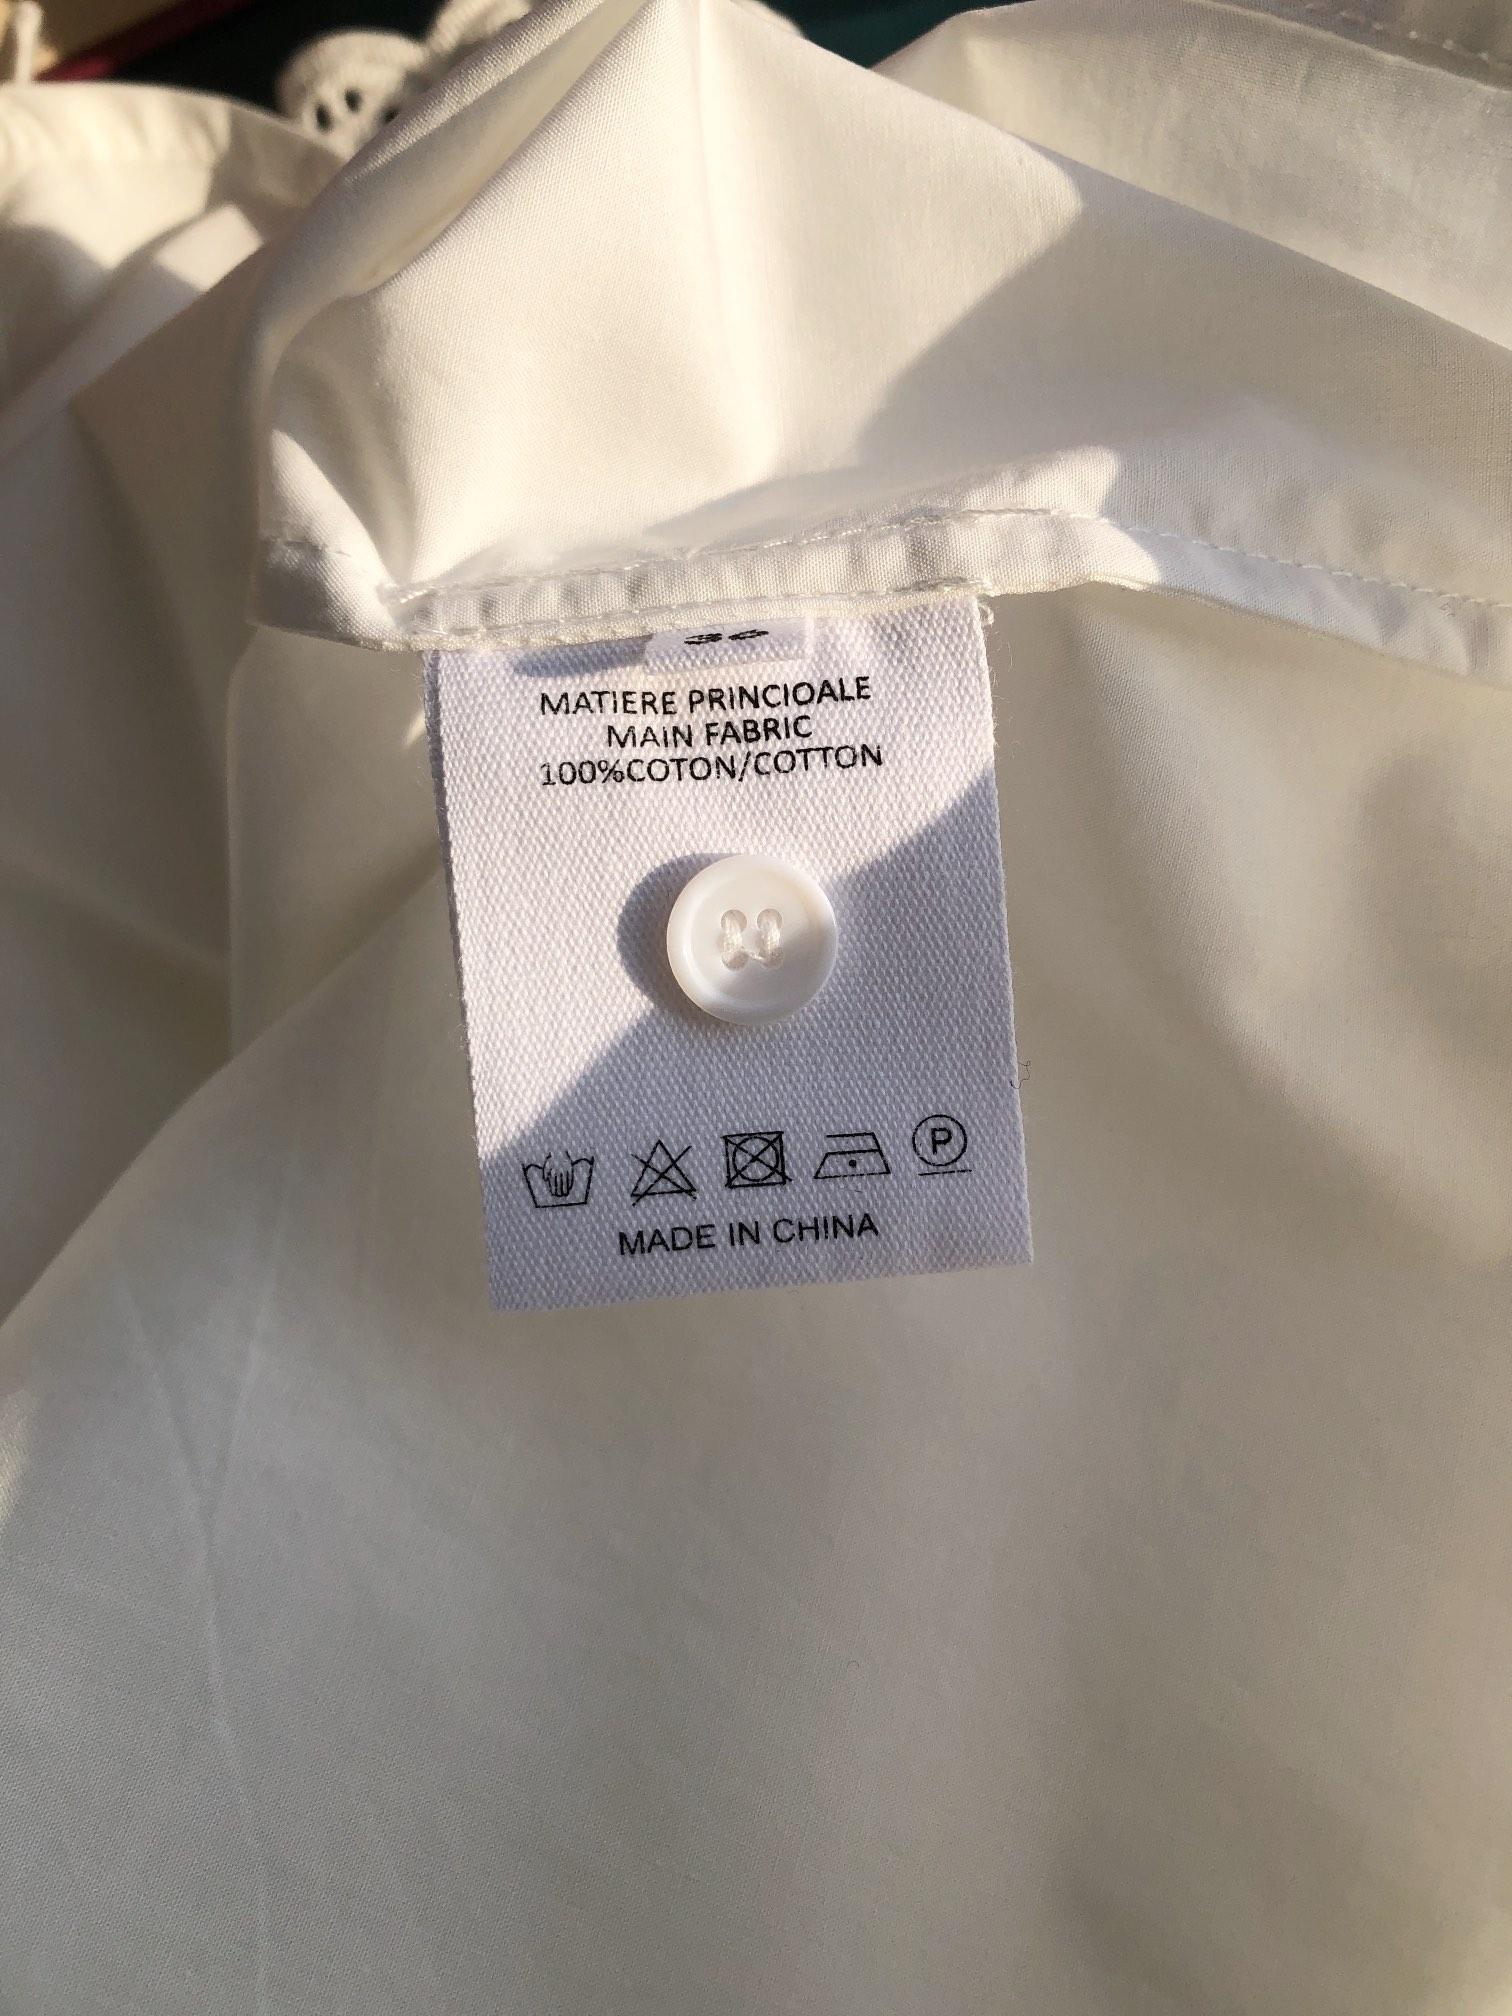 MATIERE PRINCIOALE
MAIN FABRIC
100%COTON/COTTON
P
MADE IN CHINA